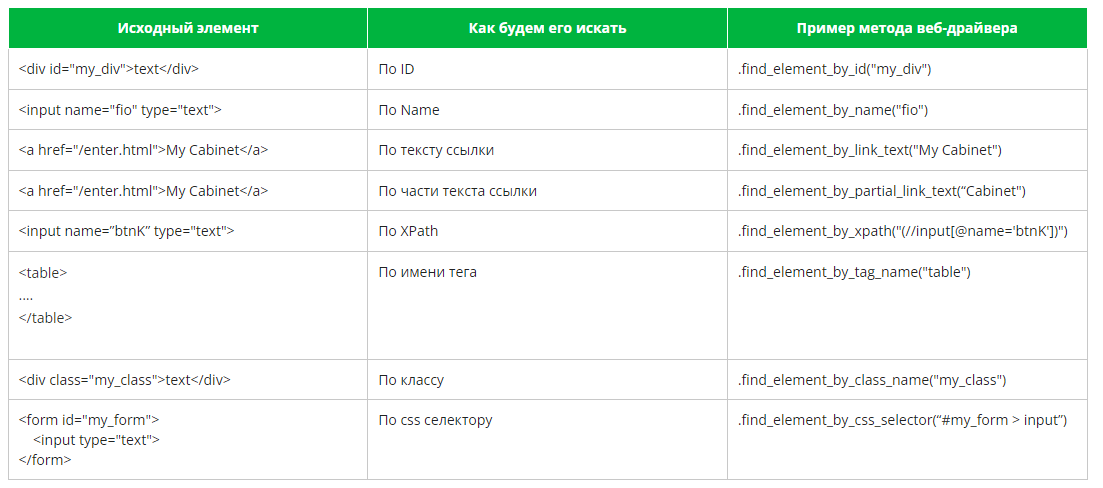 Исходный элемент
Как будем его искать
Пример метода веб-драйвера
<div id="my_div">text</div>
По ID
.find_element_by_id("my_div")
<input name="fio" type="text">
По Name
.find_element_by_name("fio")
<a href="/enter.html">My Cabinet</a>
По тексту ссылки
.find_element_by_link_text("My Cabinet")
<a href="/enter.html">My Cabinet</a>
По части текста ссылки
.find_element_by_partial_link_text(“Cabinet")
<input name=“btnK” type="text">
По XPath
.find_element_by_xpath("(//input[@name='btnK'])")
<table>
....
</table>
По имени тега
.find_element_by_tag_name("table")
<div class="my_class">text</div>
По классу
.find_element_by_class_name("my_class")
<form id="my_form">
<input type="text">
</form>
По css селектору
.find_element_by_css_selector(“#my_form > input”)